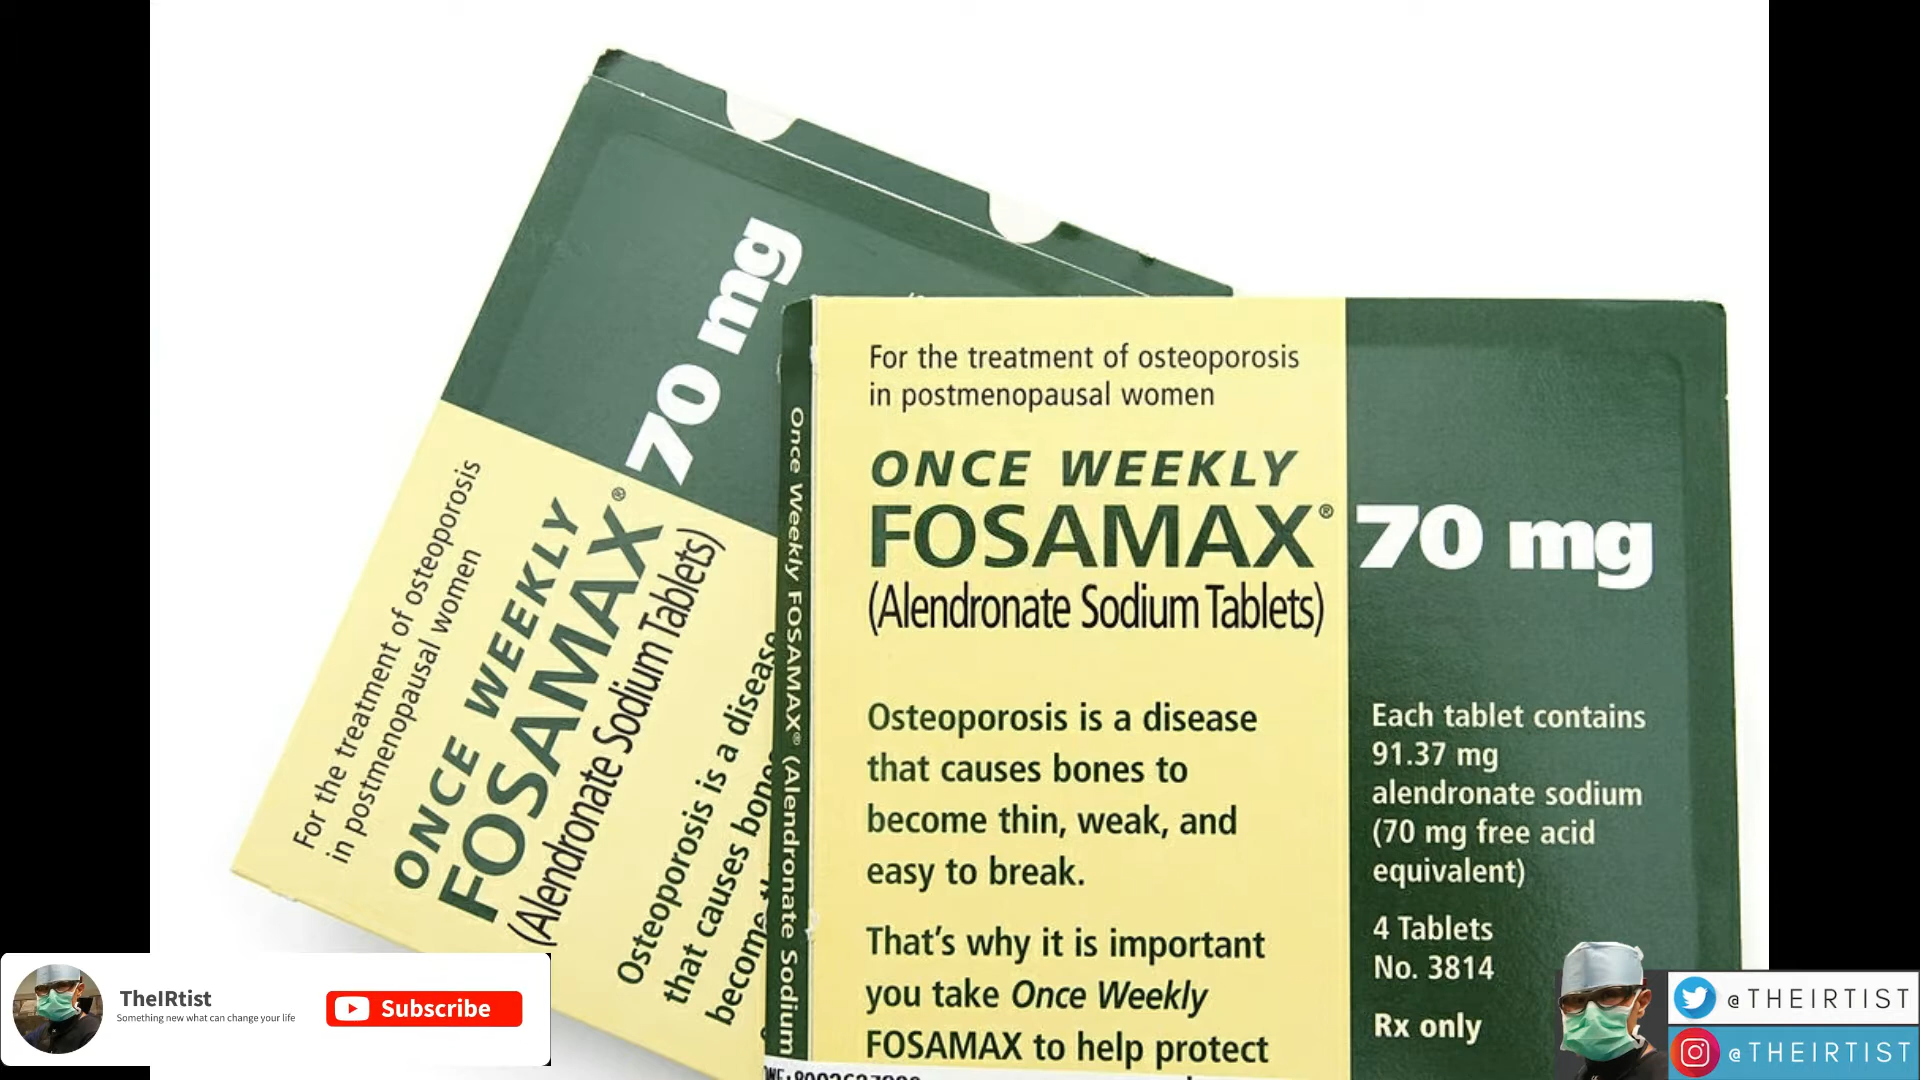 For the treatment of osteoporosis
in postmenopausal women
ONCE WEEKLY
FOSAMAX®
(Alendronate Sodium Tablets)
70 mg
Osteoporosis is a disease
that causes bones
become
Once Weekly FOSAMAX® (Alendronate Sodium
For the treatment of osteoporosis
in postmenopausal women
ONCE WEEKLY
FOSAMAX® 70 mg
(Alendronate Sodium Tablets)
Osteoporosis is a disease
that causes bones to
become thin, weak, and
easy to break.
That's why it is important
you take Once Weekly
FOSAMAX to help protect
Each tablet contains
91.37 mg
alendronate sodium
(70 mg free acid
equivalent)
4 Tablets
No. 3814
Rx only
TheIRtist
Something new what can change your life
Subscribe
@THEIRTIST
@THEIRTIST